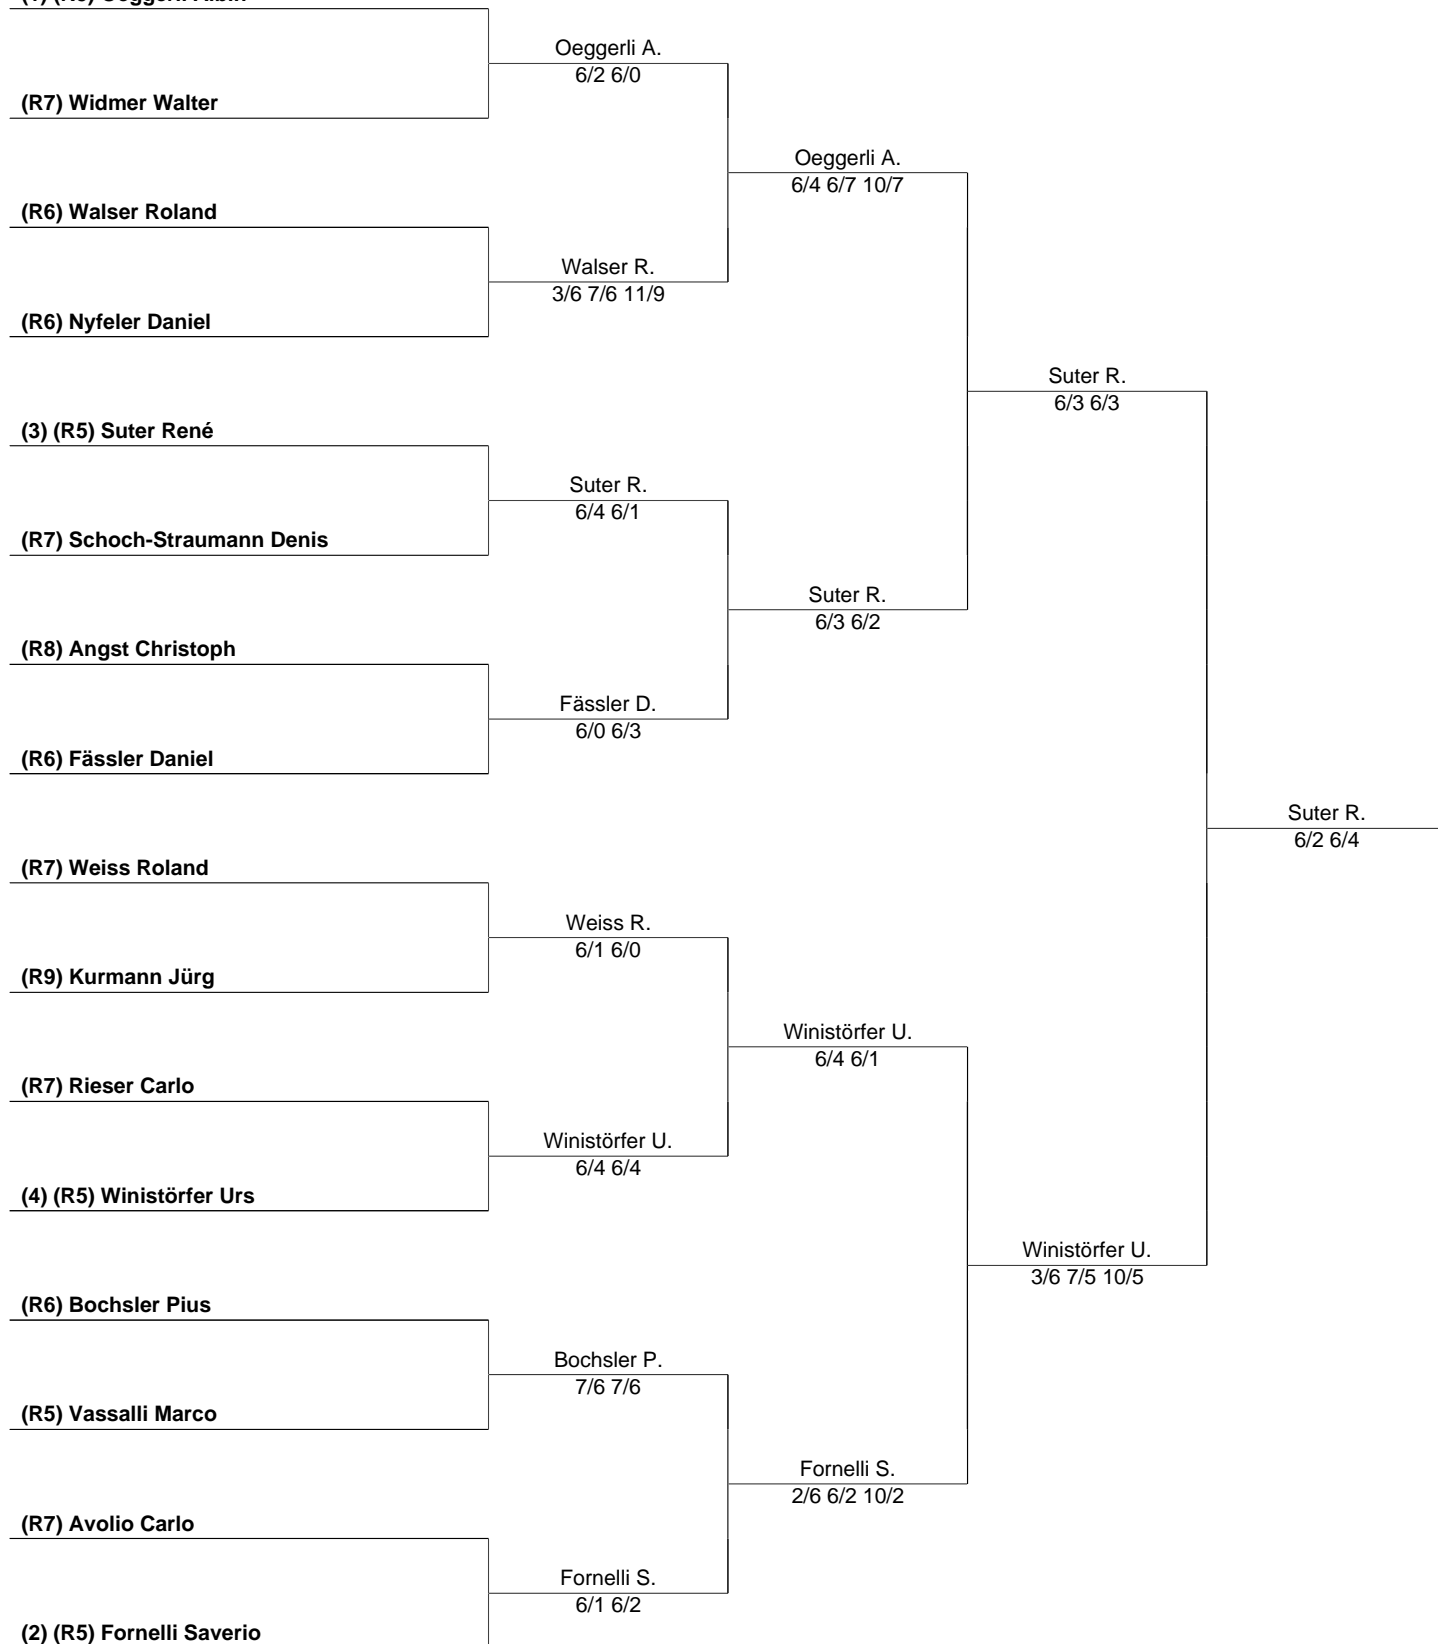 (R7) Widmer Walter
(R6) Walser Roland
(R6) Nyfeler Daniel
(3) (R5) Suter René
(R7) Schoch-Straumann Denis
(R8) Angst Christoph
(R6) Fässler Daniel
(R7) Weiss Roland
(R9) Kurmann Jürg
(R7) Rieser Carlo
(4) (R5) Winistörfer Urs
(R6) Bochsler Pius
(R5) Vassalli Marco
(R7) Avolio Carlo
(2) (R5) Fornelli Saverio
Oeggerli A.
6/2 6/0
Walser R.
3/6 7/6 11/9
Suter R.
6/4 6/1
Fässler D.
6/0 6/3
Weiss R.
6/1 6/0
Winistörfer U.
6/4 6/4
Bochsler P.
7/6 7/6
Fornelli S.
6/1 6/2
Oeggerli A.
6/4 6/7 10/7
Suter R.
6/3 6/2
Winistörfer U.
6/4 6/1
Fornelli S.
2/6 6/2 10/2
Suter R.
6/3 6/3
Winistörfer U.
3/6 7/5 10/5
Suter R.
6/2 6/4